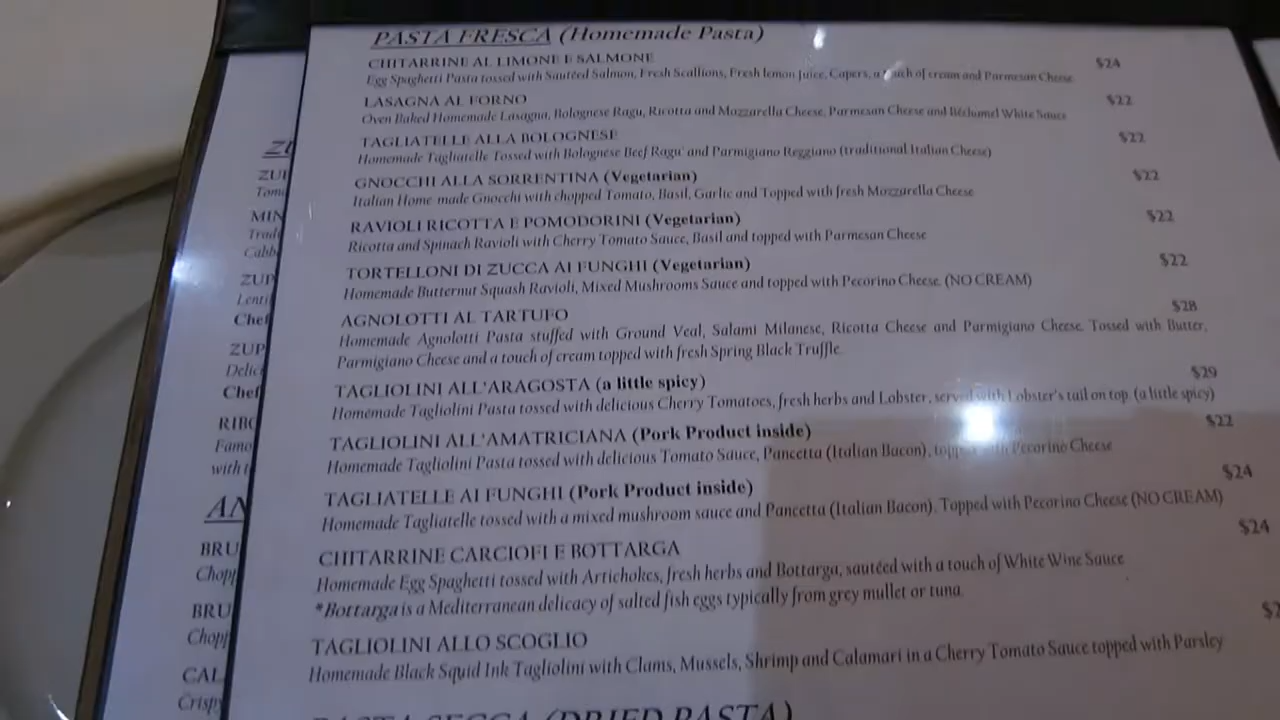 PASTA FRESCA (Homemade Pasta)
CHITARRINE AL LIMONE E SALMONE $24
Egg Spaghetti Pasta tossed with Sautéed Salmon, Fresh Scallions, Fresh lemon Juice, Capers, a touch of cream and Parmesan Cheese
LASAGNA AL FORNO $22
Oven Baked Homemade Lasagna, Bolognese Ragu, Ricotta and Mozzarella Cheese, Parmesan Cheese and Béchamel White Sauce
TAGLIATELLE ALLA BOLOGNESE $22
Homemade Tagliatelle Tossed with Bolognese Beef Ragu' and Parmigiano Reggiano (traditional Italian Cheese)
GNOCCHI ALLA SORRENTINA (Vegetarian) $22
Italian Home made Gnocchi with chopped Tomato, Basil, Garlic and Topped with fresh Mozzarella Cheese
RAVIOLI RICOTTA E POMODORINI (Vegetarian) $22
Ricotta and Spinach Ravioli with Cherry Tomato Sauce, Basil and topped with Parmesan Cheese
TORTELLONI DI ZUCCA AI FUNGHI (Vegetarian) $22
Homemade Butternut Squash Ravioli, Mixed Mushrooms Sauce and topped with Pecorino Cheese. (NO CREAM)
AGNOLOTTI AL TARTUFO $28
Homemade Agnolotti Pasta stuffed with Ground Veal, Salami Milanese, Ricotta Cheese and Parmigiano Cheese. Tossed with Butter,
Parmigiano Cheese and a touch of cream topped with fresh Spring Black Truffle.
TAGLIOLINI ALL'ARAGOSTA (a little spicy) $29
Homemade Tagliolini Pasta tossed with delicious Cherry Tomatoes, fresh herbs and Lobster, served with Lobster's tail on top. (a little spicy)
TAGLIOLINI ALL'AMATRICIANA (Pork Product inside) $22
Homemade Tagliolini Pasta tossed with delicious Tomato Sauce, Pancetta (Italian Bacon), Pecorino Cheese
TAGLIATELLE AI FUNGHI (Pork Product inside) $24
Homemade Tagliatelle tossed with a mixed mushroom sauce and Pancetta (Italian Bacon). Topped with Pecorino Cheese (NO CREAM)
CHITARRINE CARCIOFI E BOTTARGA $24
Homemade Egg Spaghetti tossed with Artichokes, fresh herbs and Bottarga, sautéed with a touch of White Wine Sauce
*Bottarga is a Mediterranean delicacy of salted fish eggs typically from grey mullet or tuna.
TAGLIOLINI ALLO SCOGLIO
Homemade Black Squid Ink Tagliolini with Clams, Mussels, Shrimp and Calamari in a Cherry Tomato Sauce topped with Parsley
PASTA SECCA (DRIED PASTA)